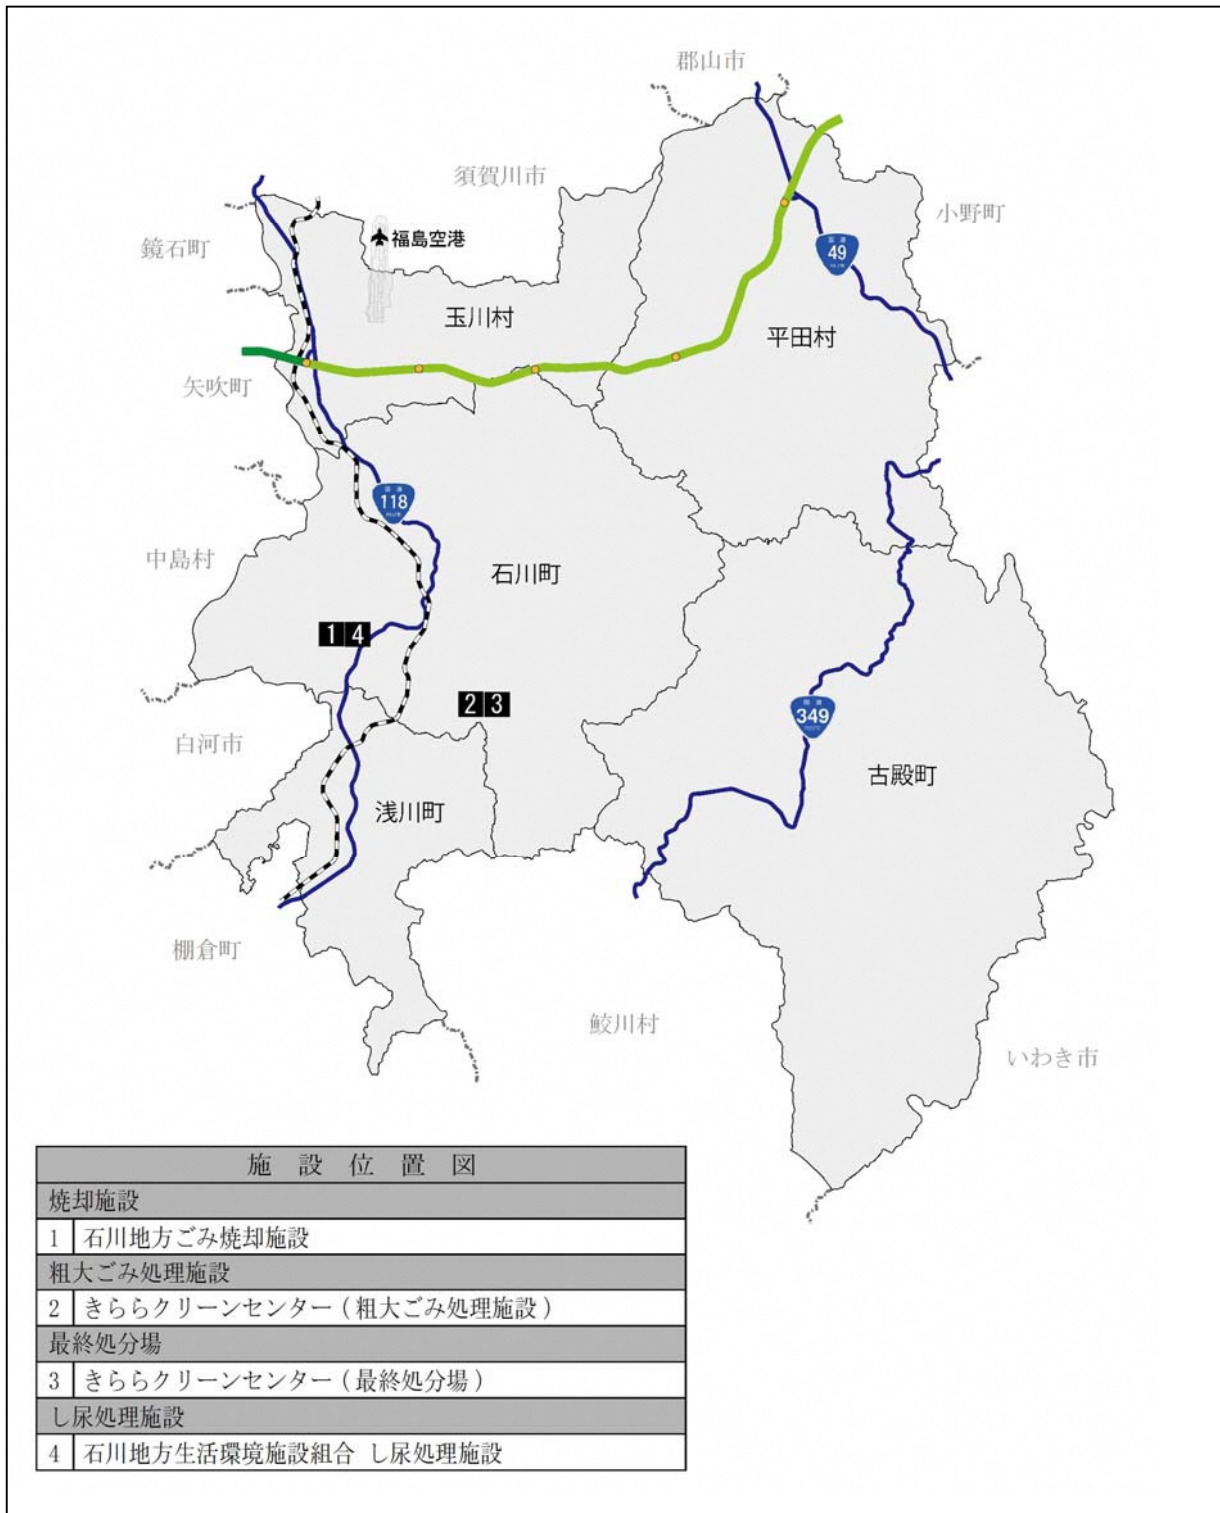 郡山市
須賀川市
小野町
鏡石町
福島空港
49
玉川村
平田村
矢吹町
118
中島村
石川町
1 4
2 3
349
白河市
古殿町
浅川町
棚倉町
鮫川村
いわき市
施設位置図
焼却施設
1 石川地方ごみ焼却施設
粗大ごみ処理施設
2 きららクリーンセンター(粗大ごみ処理施設)
最終処分場
3 きららクリーンセンター(最終処分場)
し尿処理施設
4 石川地方生活環境施設組合 し尿処理施設